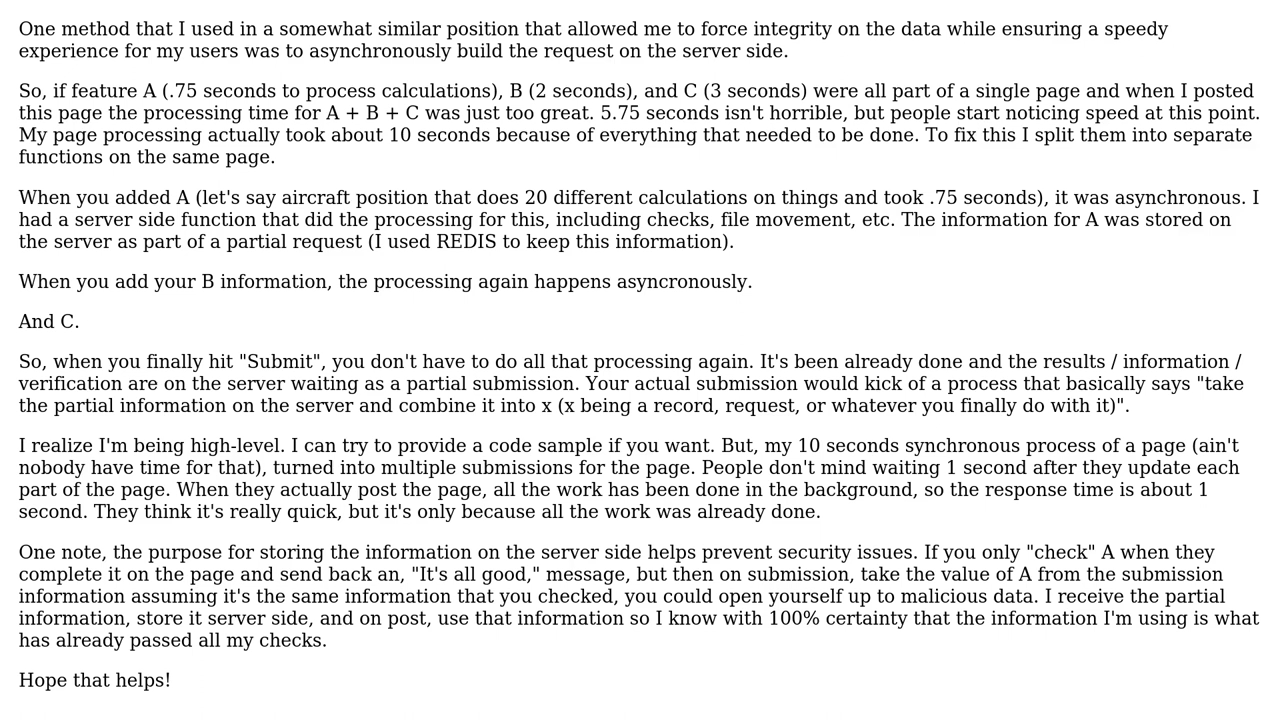 One method that I used in a somewhat similar position that allowed me to force integrity on the data while ensuring a speedy
experience for my users was to asynchronously build the request on the server side.
So, if feature A (.75 seconds to process calculations), B (2 seconds), and C (3 seconds) were all part of a single page and when I posted
this page the processing time for A + B + C was just too great. 5.75 seconds isn't horrible, but people start noticing speed at this point.
My page processing actually took about 10 seconds because of everything that needed to be done. To fix this I split them into separate
functions on the same page.
When you added A (let's say aircraft position that does 20 different calculations on things and took .75 seconds), it was asynchronous. I
had a server side function that did the processing for this, including checks, file movement, etc. The information for A was stored on
the server as part of a partial request (I used REDIS to keep this information).
When you add your B information, the processing again happens asyncronously.
And C.
So, when you finally hit "Submit", you don't have to do all that processing again. It's been already done and the results / information /
verification are on the server waiting as a partial submission. Your actual submission would kick of a process that basically says "take
the partial information on the server and combine it into x (x being a record, request, or whatever you finally do with it)".
I realize I'm being high-level. I can try to provide a code sample if you want. But, my 10 seconds synchronous process of a page (ain't
nobody have time for that), turned into multiple submissions for the page. People don't mind waiting 1 second after they update each
part of the page. When they actually post the page, all the work has been done in the background, so the response time is about 1
second. They think it's really quick, but it's only because all the work was already done.
One note, the purpose for storing the information on the server side helps prevent security issues. If you only "check" A when they
complete it on the page and send back an, "It's all good," message, but then on submission, take the value of A from the submission
information assuming it's the same information that you checked, you could open yourself up to malicious data. I receive the partial
information, store it server side, and on post, use that information so I know with 100% certainty that the information I'm using is what
has already passed all my checks.
Hope that helps!